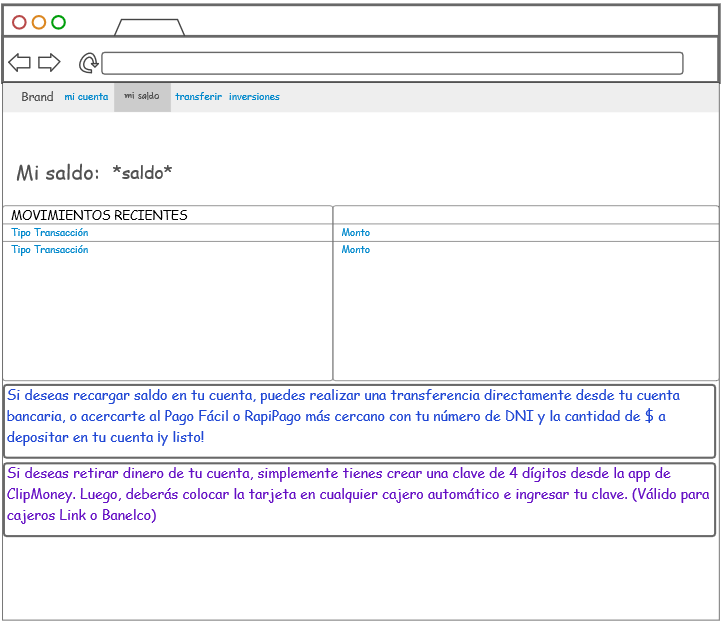 Brand mi cuenta mi saldo transferir inversiones
Mi saldo: *saldo*
MOVIMIENTOS RECIENTES
Tipo Transacción Monto
Tipo Transacción Monto
Si deseas recargar saldo en tu cuenta, puedes realizar una transferencia directamente desde tu cuenta
bancaria, o acercarte al Pago Fácil o RapiPago más cercano con tu número de DNI y la cantidad de $ a
depositar en tu cuenta ¡y listo!
Si deseas retirar dinero de tu cuenta, simplemente tienes crear una clave de 4 dígitos desde la app de
ClipMoney. Luego, deberás colocar la tarjeta en cualquier cajero automático e ingresar tu clave. (Válido para
cajeros Link o Banelco)